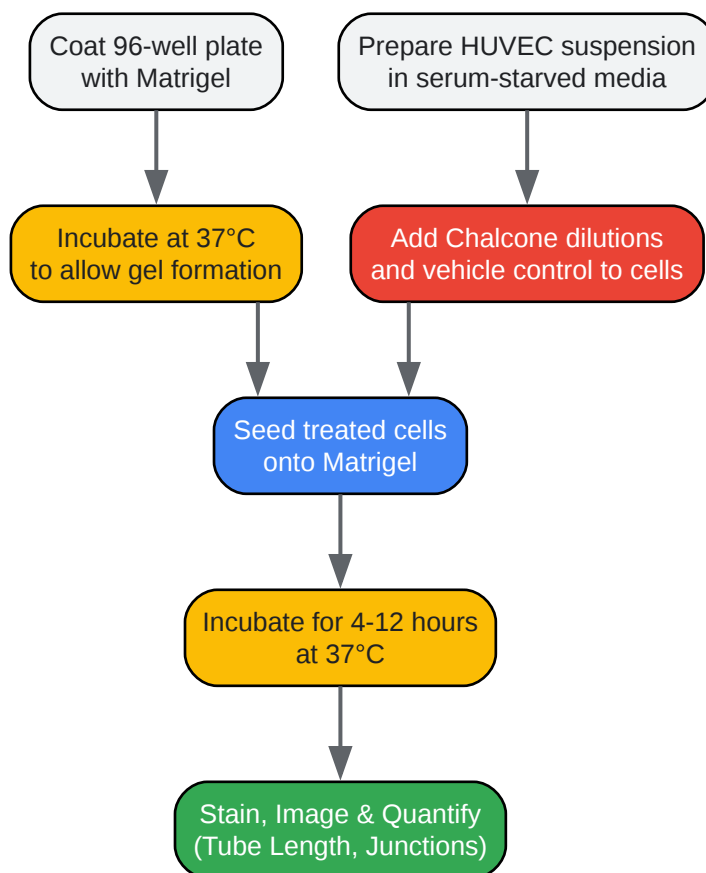 Coat 96-well plate
with Matrigel
Prepare HUVEC suspension
in serum-starved media
Incubate at 37°C
to allow gel formation
Add Chalcone dilutions
and vehicle control to cells
Seed treated cells
onto Matrigel
Incubate for 4-12 hours
at 37°C
Stain, Image & Quantify
(Tube Length, Junctions)